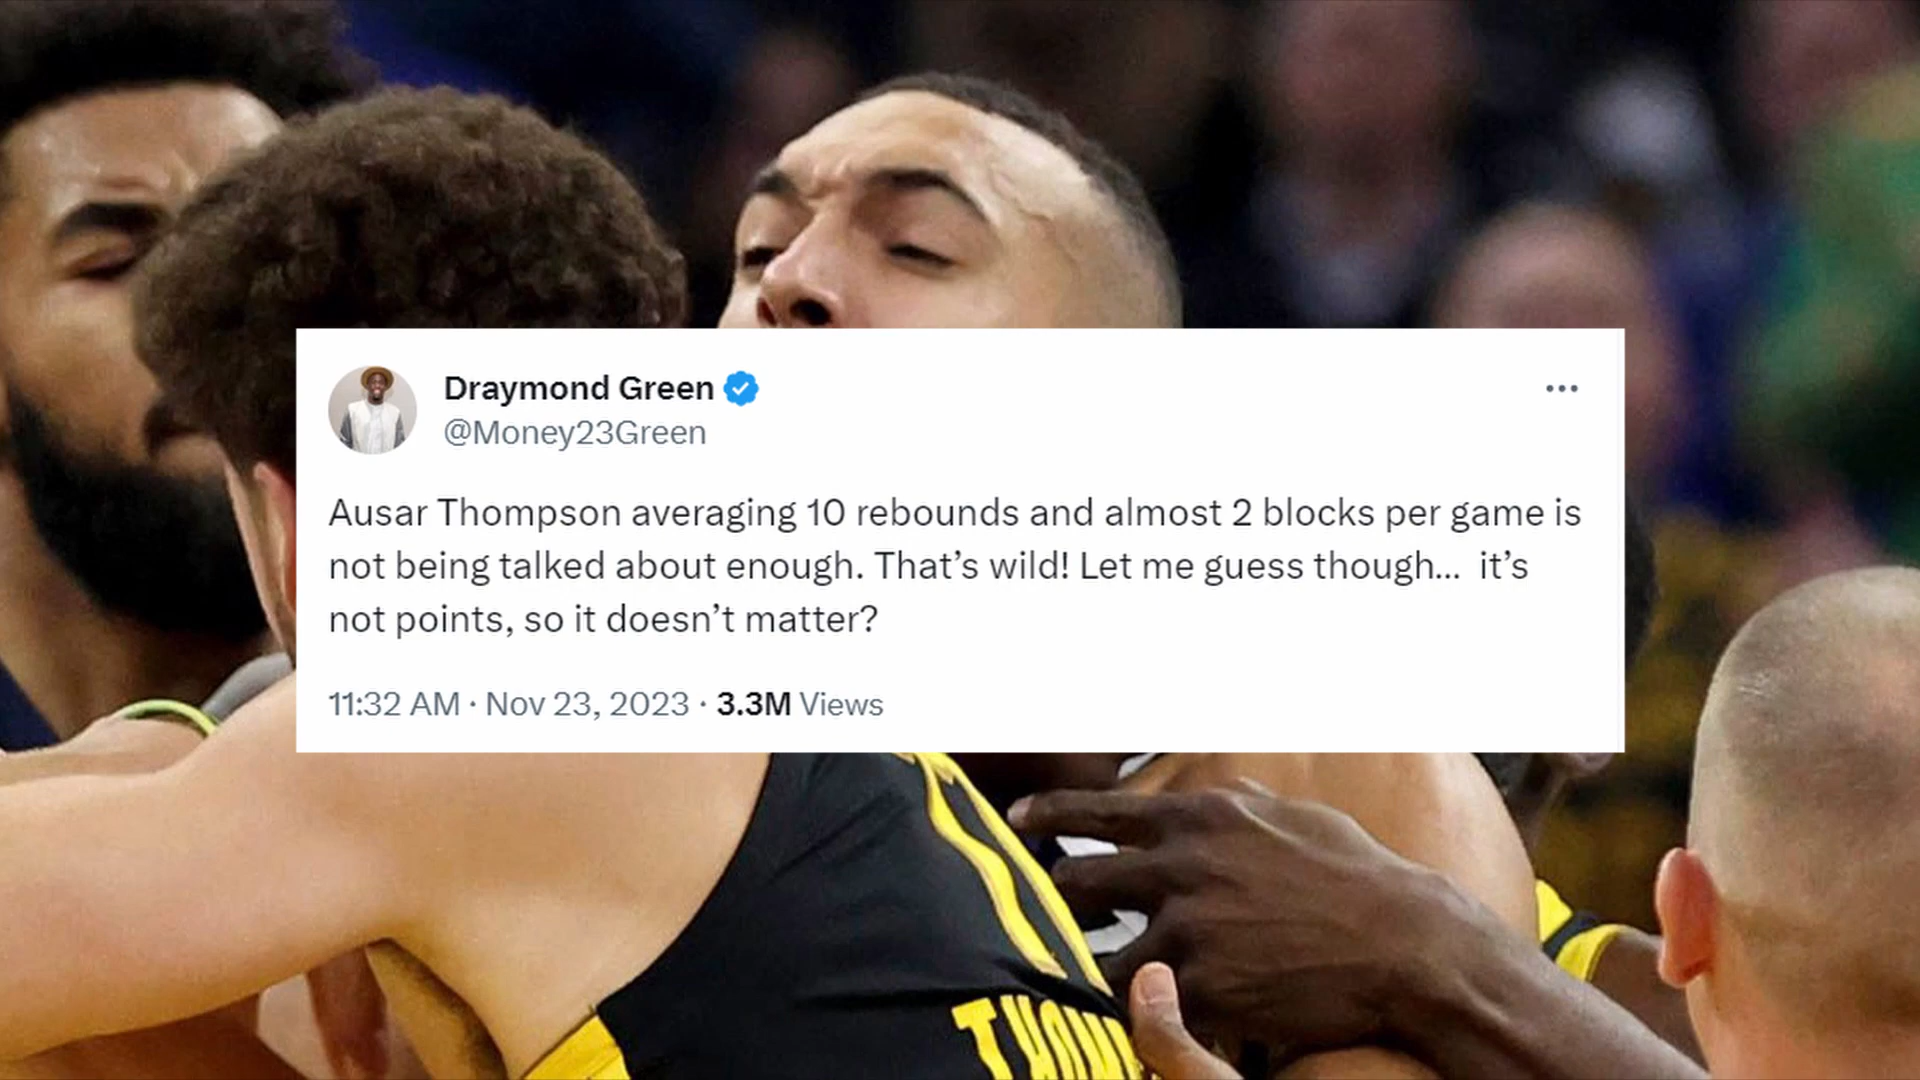 Draymond Green
@Money23Green
Ausar Thompson averaging 10 rebounds and almost 2 blocks per game is
not being talked about enough. That’s wild! Let me guess though... it’s
not points, so it doesn’t matter?
11:32 AM · Nov 23, 2023 · 3.3M Views